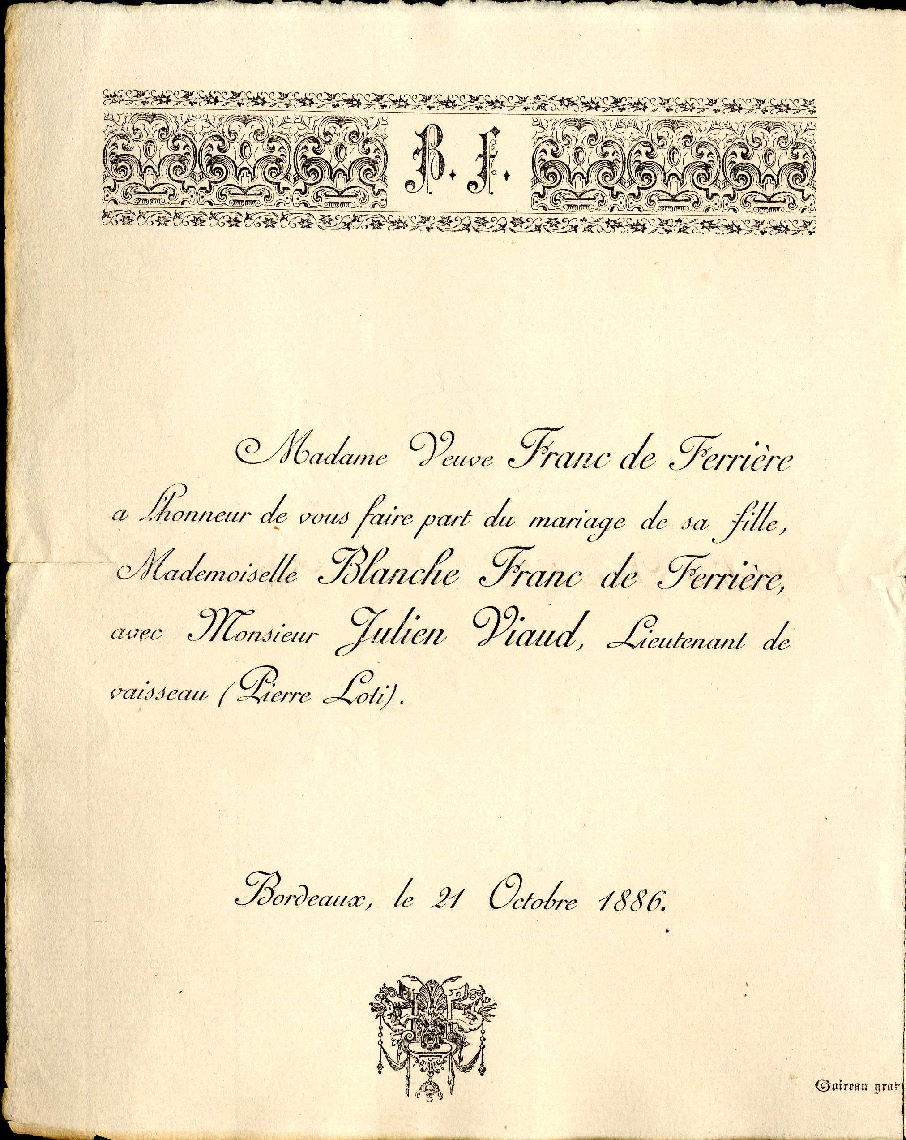 B. F.
Madame Veuve Franc de Ferrière
a l'honneur de vous faire part du mariage de sa fille,
Mademoiselle Blanche Franc de Ferrière,
avec Monsieur Julien Viaud, Lieutenant de
vaisseau (Pierre Loti).
Bordeaux, le 21 Octobre 1886.